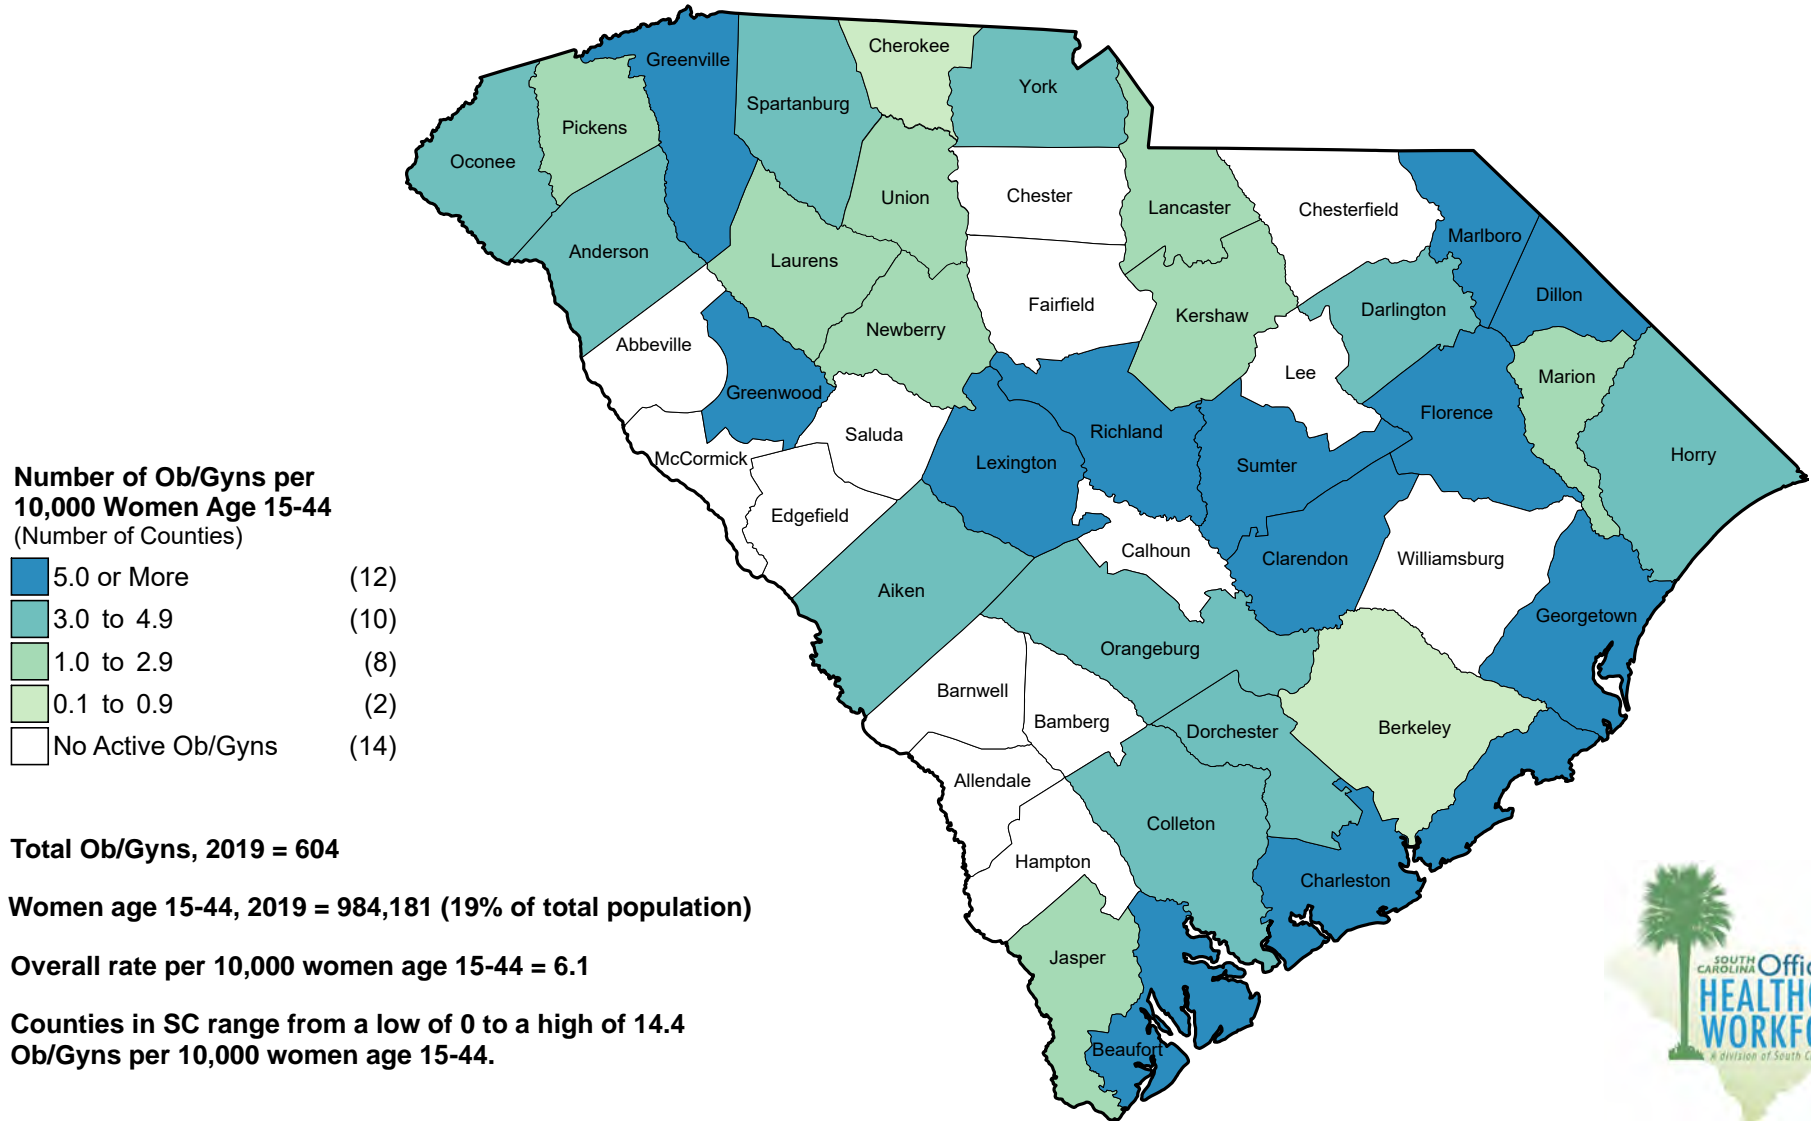 Cherokee
Greenville
York
Spartanburg
Pickens
Oconee
Union
Chester
Lancaster
Chesterfield
Marlboro
Anderson
Laurens
Dillon
Fairfield
Kershaw
Darlington
Newberry
Abbeville
Lee
Marion
Greenwood
Florence
Saluda
Richland
Horry
McCormick
Lexington
Sumter
Edgefield
Calhoun
Clarendon
Williamsburg
Aiken
Georgetown
Orangeburg
Barnwell
Bamberg
Dorchester
Berkeley
Allendale
Colleton
Hampton
Charleston
Jasper
Beaufort
Number of Ob/Gyns per
10,000 Women Age 15-44
(Number of Counties)
5.0 or More (12)
3.0 to 4.9 (10)
1.0 to 2.9 (8)
0.1 to 0.9 (2)
No Active Ob/Gyns (14)
Total Ob/Gyns, 2019 = 604
Women age 15-44, 2019 = 984,181 (19% of total population)
Overall rate per 10,000 women age 15-44 = 6.1
Counties in SC range from a low of 0 to a high of 14.4
Ob/Gyns per 10,000 women age 15-44.
SOUTH
CAROLINA
A division of South